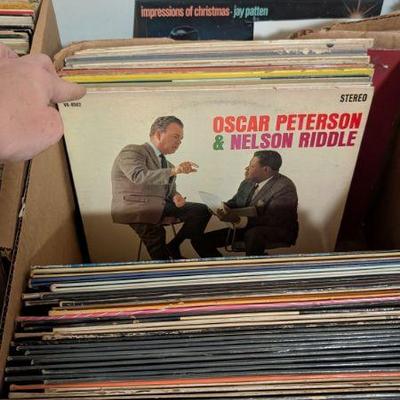 impressions of christmas - jay patten
V6-8562
STEREO
OSCAR PETERSON
& NELSON RIDDLE